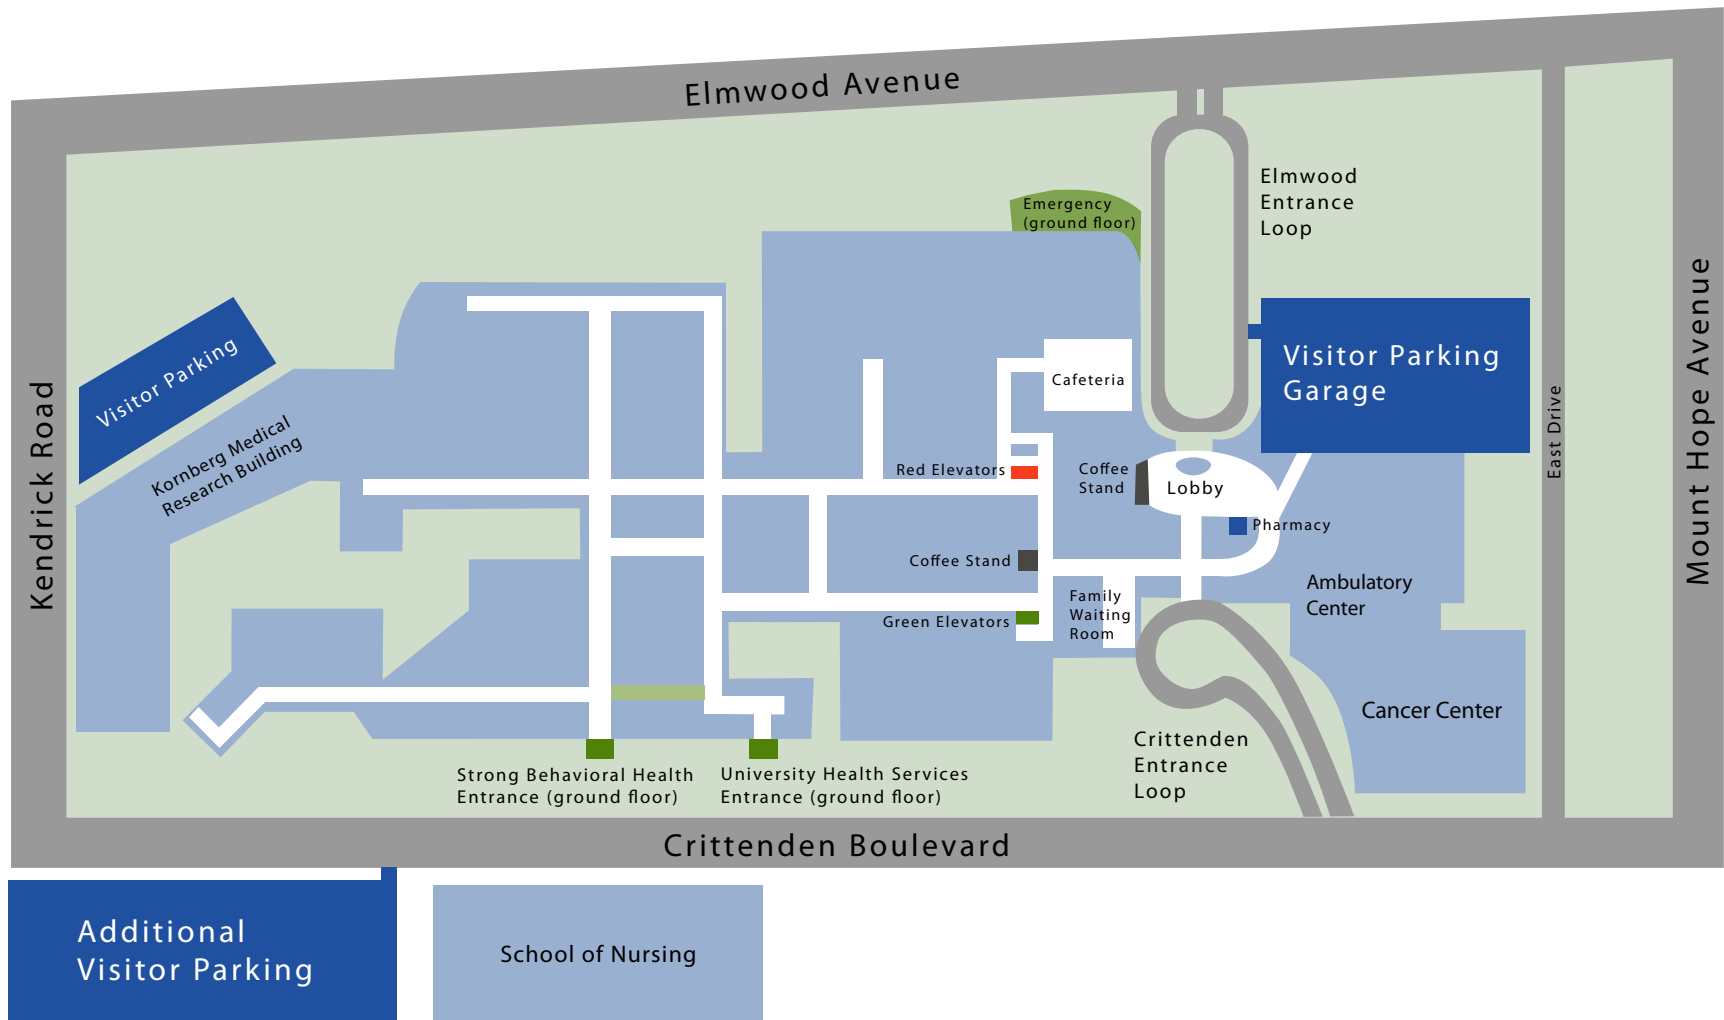 Elmwood Avenue
Elmwood
Entrance
Loop
Emergency
(ground floor)
Mount Hope Avenue
Visitor Parking
Garage
East Drive
Kendrick Road
Visitor Parking
Kornberg Medical
Research Building
Cafeteria
Red Elevators
Coffee
Stand
Lobby
Pharmacy
Coffee Stand
Family
Waiting
Room
Green Elevators
Ambulatory
Center
Cancer Center
Crittenden
Entrance
Loop
Strong Behavioral Health
Entrance (ground floor)
University Health Services
Entrance (ground floor)
Crittenden Boulevard
Additional
Visitor Parking
School of Nursing